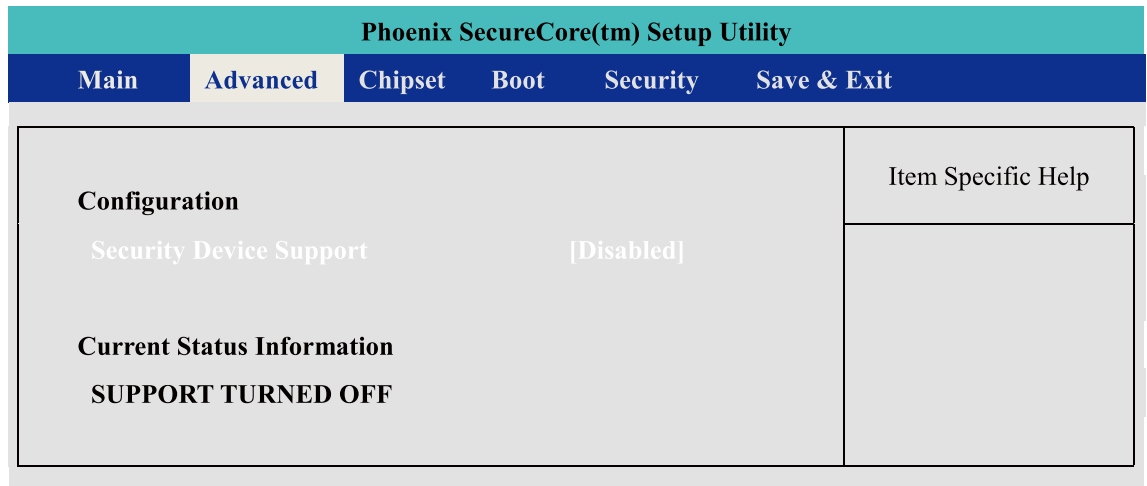 Phoenix SecureCore(tm) Setup Utility
Main Advanced Chipset Boot Security Save & Exit
Item Specific Help
Configuration
Security Device Support [Disabled]
Current Status Information
SUPPORT TURNED OFF